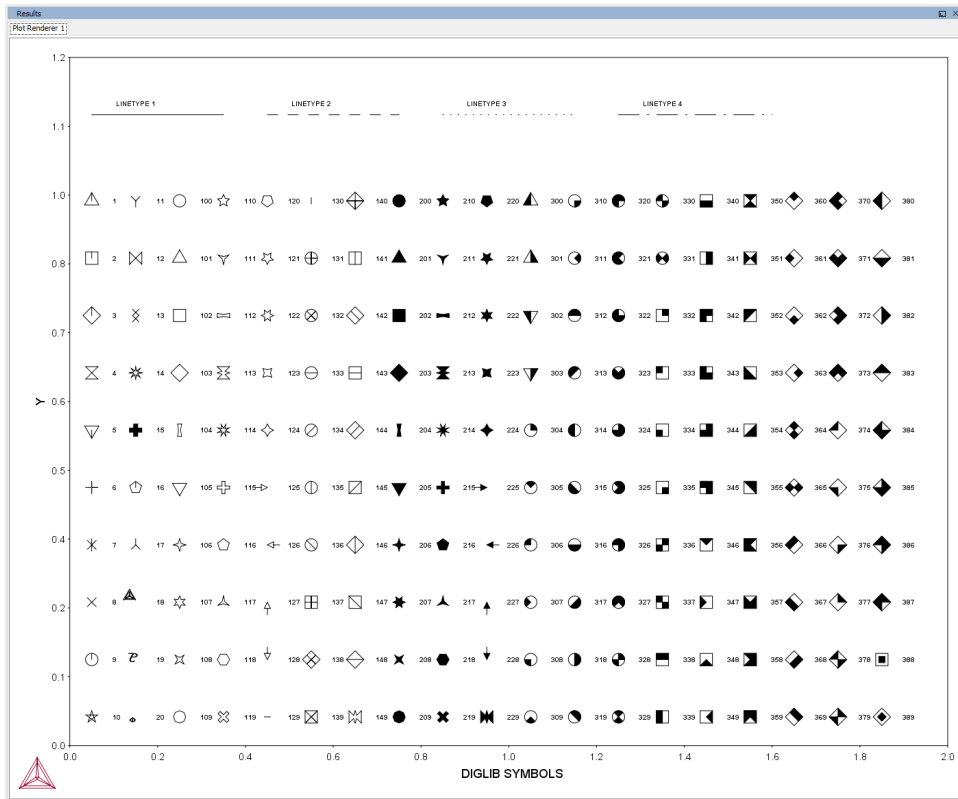 Results
Plot Renderer 1
1.2
LINETYPE 1 LINETYPE 2 LINETYPE 3 LINETYPE 4
1.1
1.0 1 11 100 110 120 130 140 200 210 220 300 310 320 330 340 350 360 370 380
0.8 2 12 101 111 121 131 141 201 211 221 301 311 321 331 341 351 361 371 381
3 13 102 112 122 132 142 202 212 222 302 312 322 332 342 352 362 372 382
0.7
4 14 103 113 123 133 143 203 213 223 303 313 323 333 343 353 363 373 383
0.6
Y
5 15 104 114 124 134 144 204 214 224 304 314 324 334 344 354 364 374 384
0.5
6 16 105 115 125 135 145 205 215 225 305 315 325 335 345 355 365 375 385
0.4 7 17 106 116 126 136 146 206 216 226 306 316 326 336 346 356 366 376 386
0.2 8 18 107 117 127 137 147 207 217 227 307 317 327 337 347 357 367 377 387
9 19 108 118 128 138 148 208 218 228 308 318 328 338 348 358 368 378 388
0.1
10 20 109 119 129 139 149 209 219 229 309 319 329 339 349 359 369 379 389
0.0
0.0 0.2 0.4 0.6 0.8 1.0 1.2 1.4 1.6 1.8 2.0
DIGLIB SYMBOLS